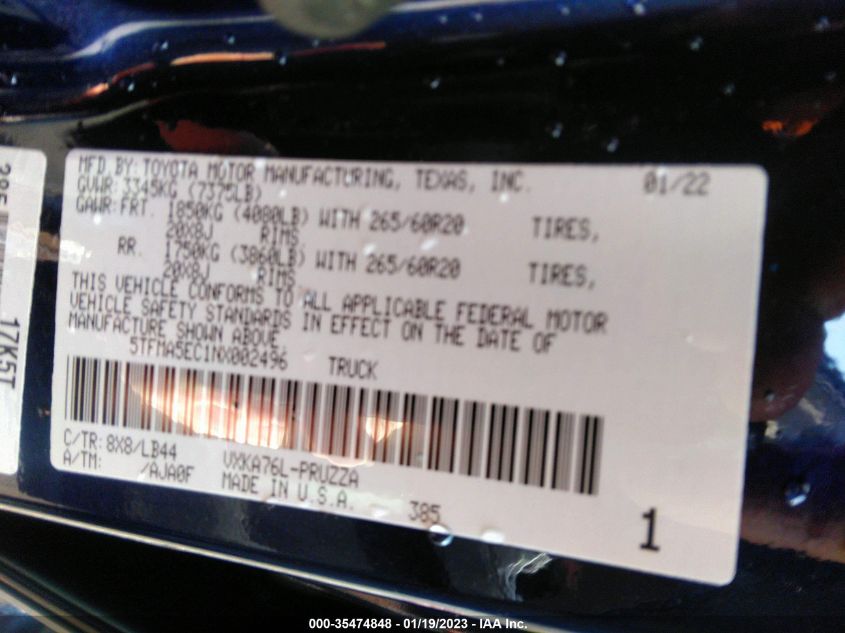 MFD BY: TOYOTA MOTOR MANUFACTURING, TEXAS, INC. 01/22
GVWR: 3345KG (7375LB)
GAWR: FRT. 1850KG (4080LB) WITH 265/60R20 TIRES,
20X8J RIMS
RR. 1750KG (3860LB) WITH 265/60R20 TIRES,
20X8J RIMS
THIS VEHICLE CONFORMS TO ALL APPLICABLE FEDERAL MOTOR
VEHICLE SAFETY STANDARDS IN EFFECT ON THE DATE OF
MANUFACTURE SHOWN ABOVE.
5TFMA5EC1NX002496 TRUCK
C/TR: 8X8/LB44 VXKA76L-PRUZZA
A/TM: /AJA0F MADE IN U.S.A.
385 1
385
17K5T
000-35474848 - 01/19/2023 - IAA Inc.